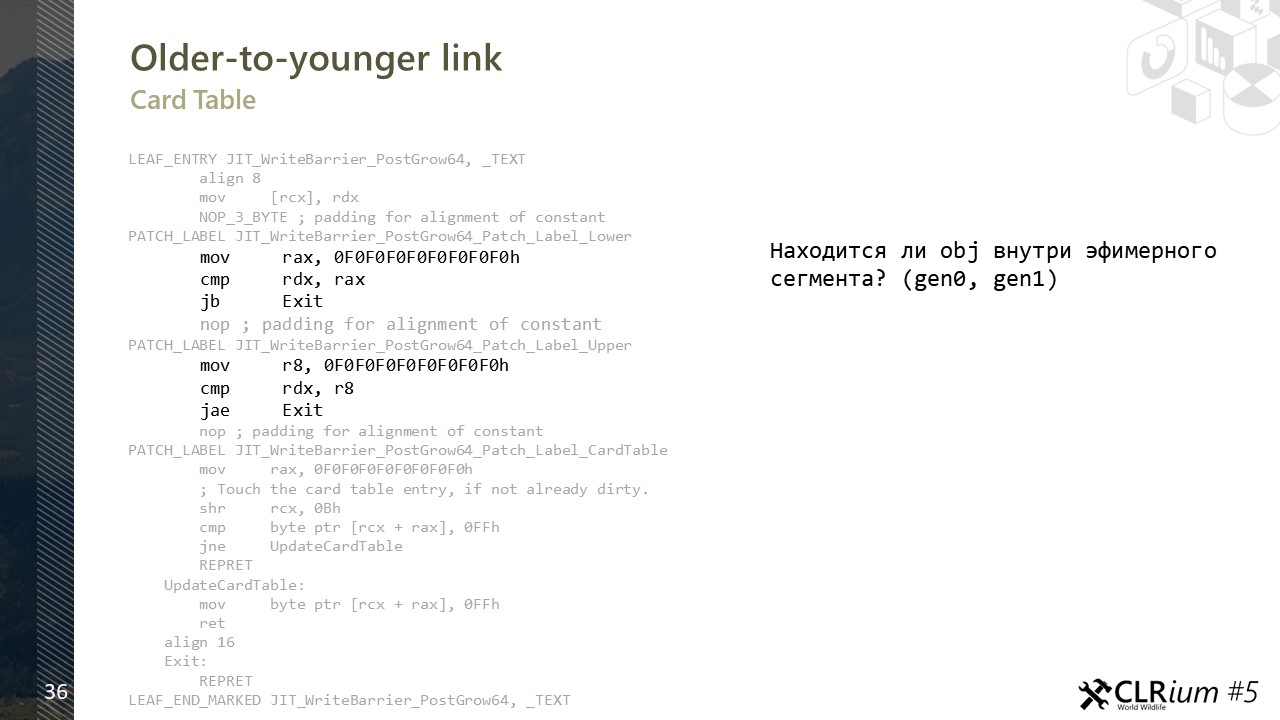 Older-to-younger link
Card Table
LEAF_ENTRY JIT_WriteBarrier_PostGrow64, _TEXT
align 8
mov [rcx], rdx
NOP_3_BYTE ; padding for alignment of constant
PATCH_LABEL JIT_WriteBarrier_PostGrow64_Patch_Label_Lower
mov rax, 0F0F0F0F0F0F0F0F0h
cmp rdx, rax
jb Exit
nop ; padding for alignment of constant
PATCH_LABEL JIT_WriteBarrier_PostGrow64_Patch_Label_Upper
mov r8, 0F0F0F0F0F0F0F0F0h
cmp rdx, r8
jae Exit
nop ; padding for alignment of constant
PATCH_LABEL JIT_WriteBarrier_PostGrow64_Patch_Label_CardTable
mov rax, 0F0F0F0F0F0F0F0F0h
; Touch the card table entry, if not already dirty.
shr rcx, 0Bh
cmp byte ptr [rcx + rax], 0FFh
jne UpdateCardTable
REPRET
UpdateCardTable:
mov byte ptr [rcx + rax], 0FFh
ret
align 16
Exit:
REPRET
LEAF_END_MARKED JIT_WriteBarrier_PostGrow64, _TEXT
Находится ли obj внутри эфимерного
сегмента? (gen0, gen1)
36
CLRium #5
World Wildlife